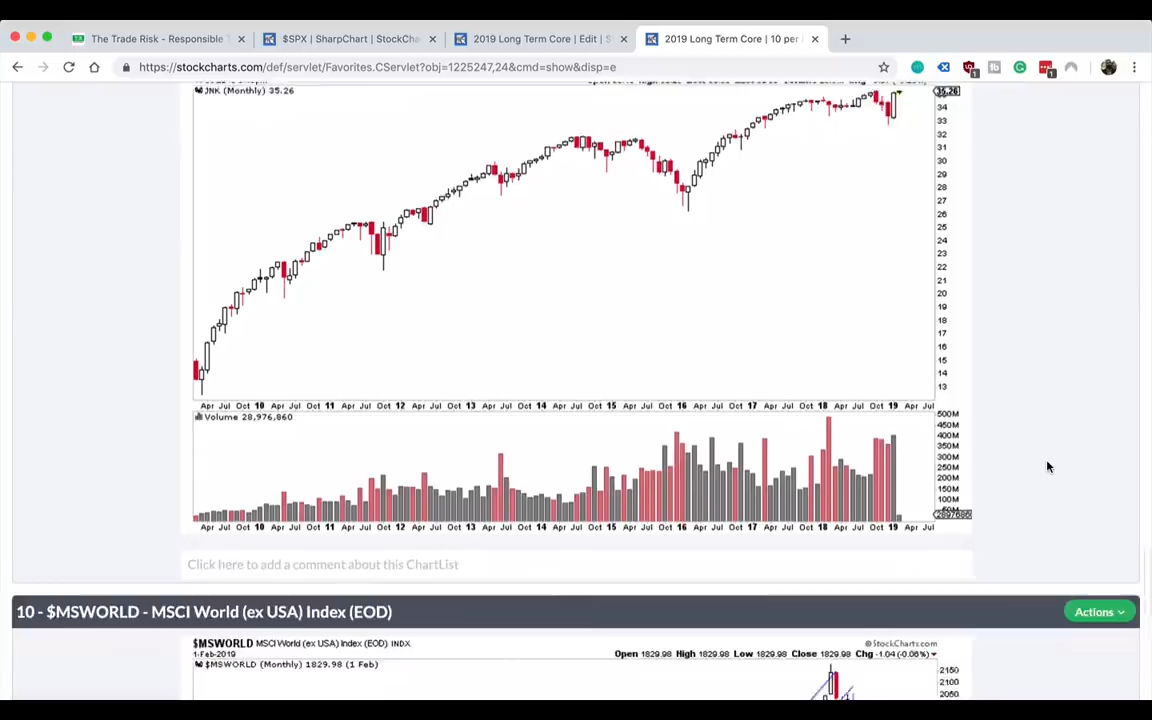 The Trade Risk - Responsible
$SPX | SharpChart | StockCha
2019 Long Term Core | Edit | S
2019 Long Term Core | 10 per
https://stockcharts.com/def/servlet/Favorites.CServlet?obj=1225247,24&cmd=show&disp=e
JNK (Monthly) 35.26
35.26
34
33
32
31
30
29
28
27
26
25
24
23
22
21
20
19
18
17
16
15
14
13
Apr Jul Oct 10 Apr Jul Oct 11 Apr Jul Oct 12 Apr Jul Oct 13 Apr Jul Oct 14 Apr Jul Oct 15 Apr Jul Oct 16 Apr Jul Oct 17 Apr Jul Oct 18 Apr Jul Oct 19 Apr Jul
Volume 28,976,860
500M
450M
400M
350M
300M
250M
200M
150M
100M
28976860
Apr Jul Oct 10 Apr Jul Oct 11 Apr Jul Oct 12 Apr Jul Oct 13 Apr Jul Oct 14 Apr Jul Oct 15 Apr Jul Oct 16 Apr Jul Oct 17 Apr Jul Oct 18 Apr Jul Oct 19 Apr Jul
Click here to add a comment about this ChartList
10 - $MSWORLD - MSCI World (ex USA) Index (EOD)
Actions
$MSWORLD MSCI World (ex USA) Index (EOD) INDX
© StockCharts.com
1-Feb-2019
Open 1829.98 High 1829.98 Low 1829.98 Close 1829.98 Chg -1.04 (-0.06%)
$MSWORLD (Monthly) 1829.98 (1 Feb)
2150
2100
2050